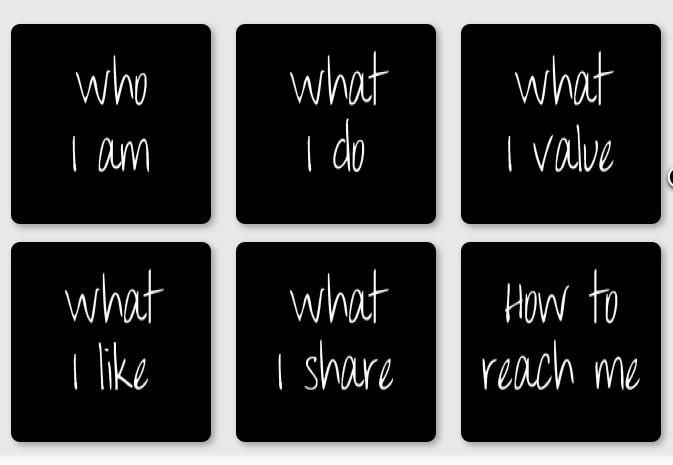 who
I am
what
I do
what
I value
what
I like
what
I share
How to
reach me